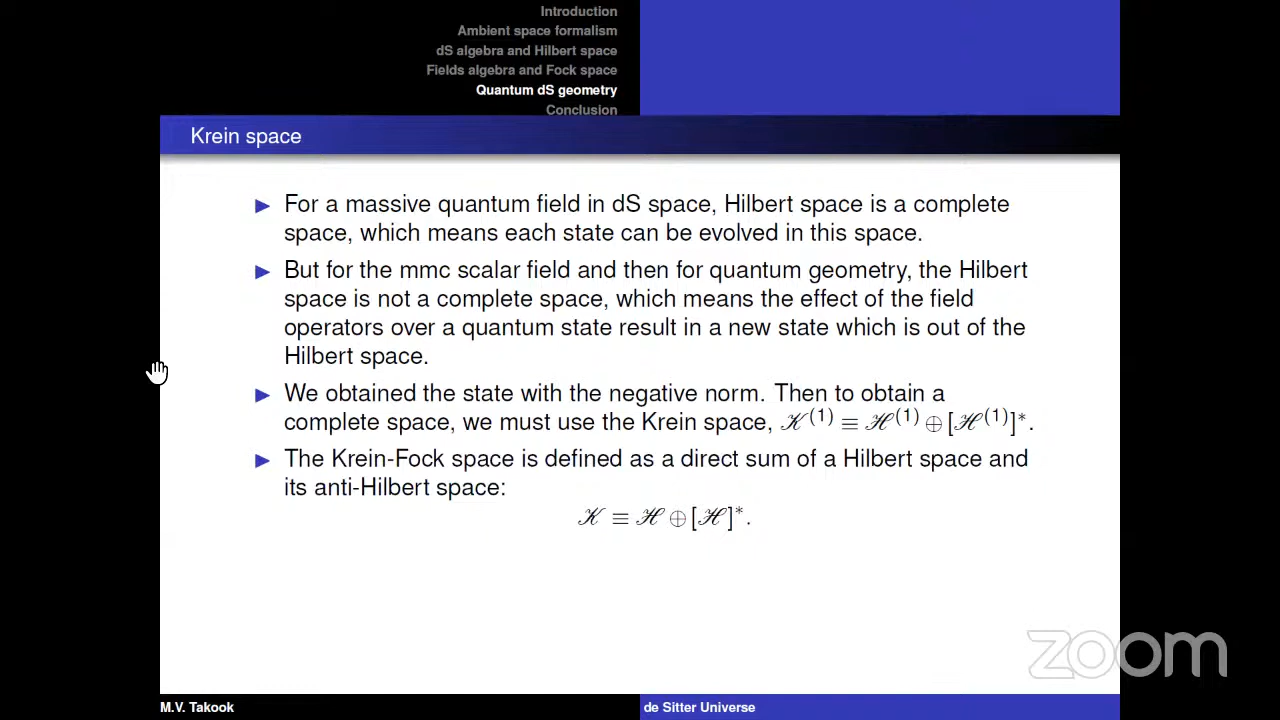 Introduction
Ambient space formalism
dS algebra and Hilbert space
Fields algebra and Fock space
Quantum dS geometry
Conclusion
Krein space
For a massive quantum field in dS space, Hilbert space is a complete
space, which means each state can be evolved in this space.
But for the mmc scalar field and then for quantum geometry, the Hilbert
space is not a complete space, which means the effect of the field
operators over a quantum state result in a new state which is out of the
Hilbert space.
We obtained the state with the negative norm. Then to obtain a
complete space, we must use the Krein space, 𝒦⁽¹⁾ ≡ ℋ⁽¹⁾ ⊕ [ℋ⁽¹⁾]*.
The Krein-Fock space is defined as a direct sum of a Hilbert space and
its anti-Hilbert space:
𝒦 ≡ ℋ ⊕ [ℋ]*.
zoom
M.V. Takook
de Sitter Universe